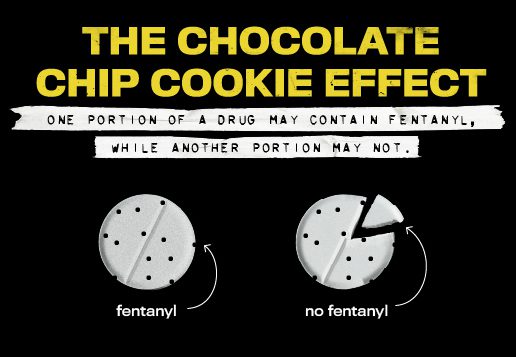 THE CHOCOLATE
CHIP COOKIE EFFECT
ONE PORTION OF A DRUG MAY CONTAIN FENTANYL,
WHILE ANOTHER PORTION MAY NOT.
fentanyl
no fentanyl